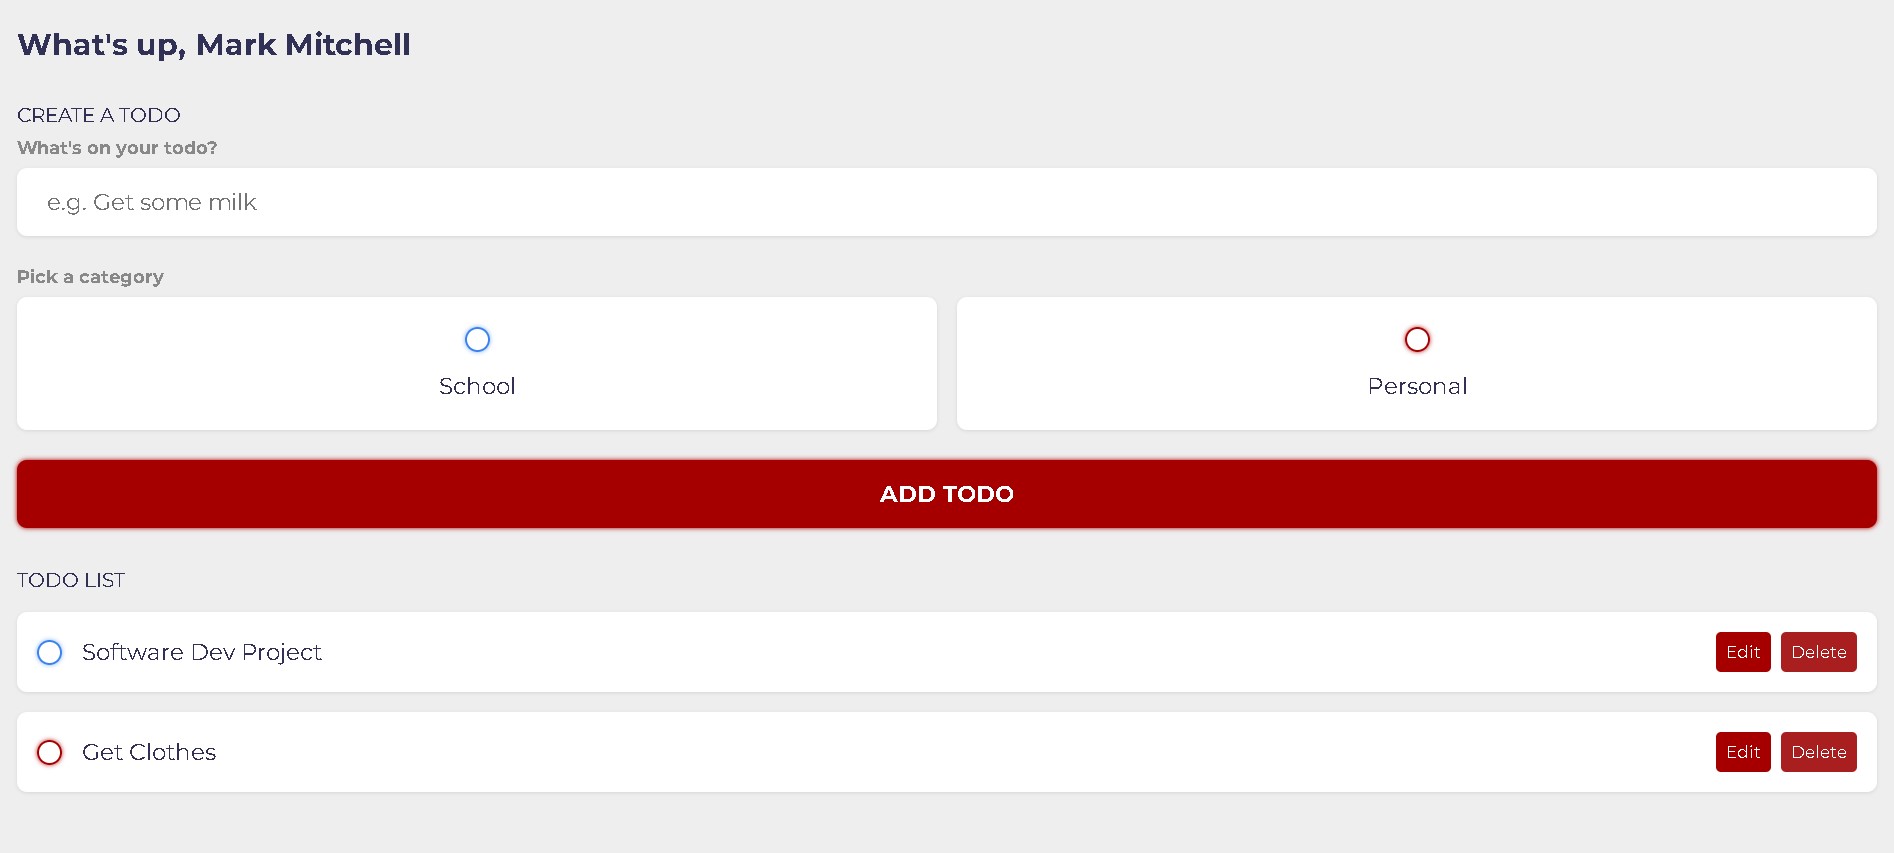 What's up, Mark Mitchell
CREATE A TODO
What's on your todo?
e.g. Get some milk
Pick a category
School
Personal
ADD TODO
TODO LIST
Software Dev Project
Edit
Delete
Get Clothes
Edit
Delete